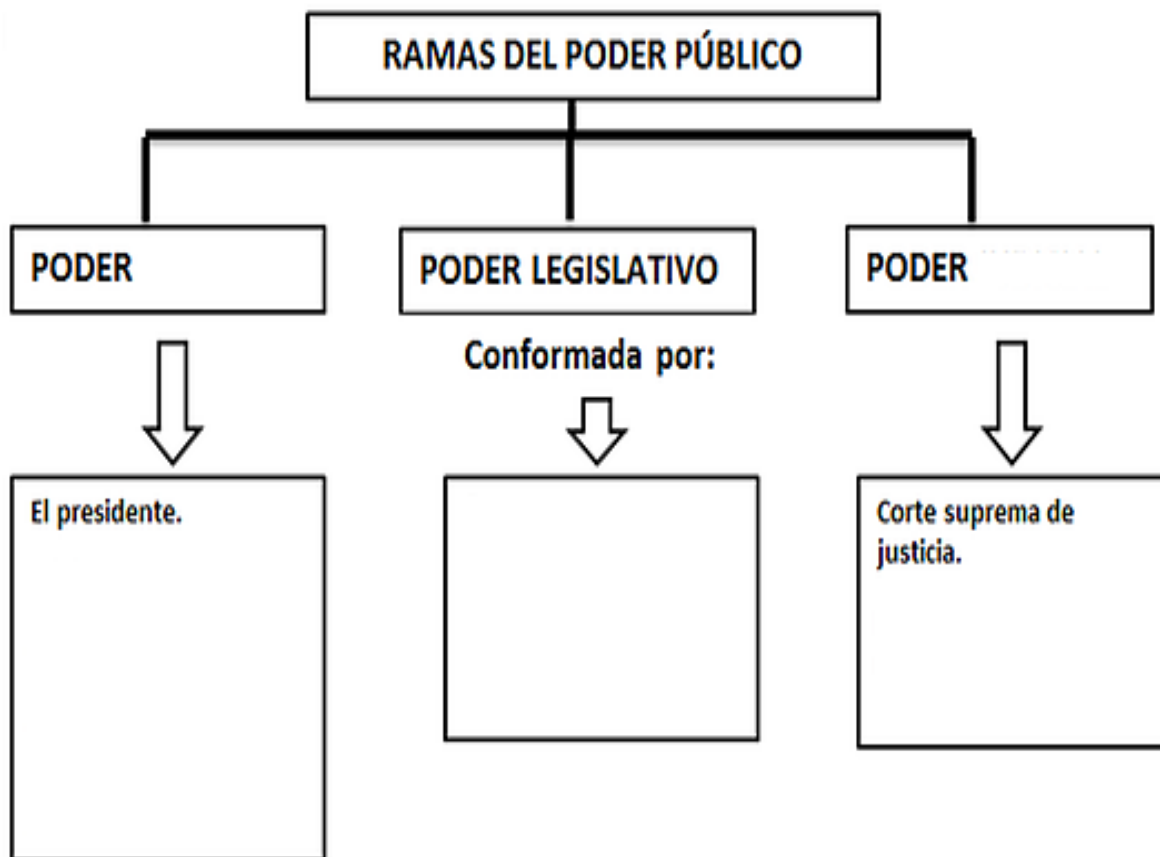 RAMAS DEL PODER PÚBLICO
PODER
PODER LEGISLATIVO
PODER
Conformada por:
El presidente.
Corte suprema de
justicia.